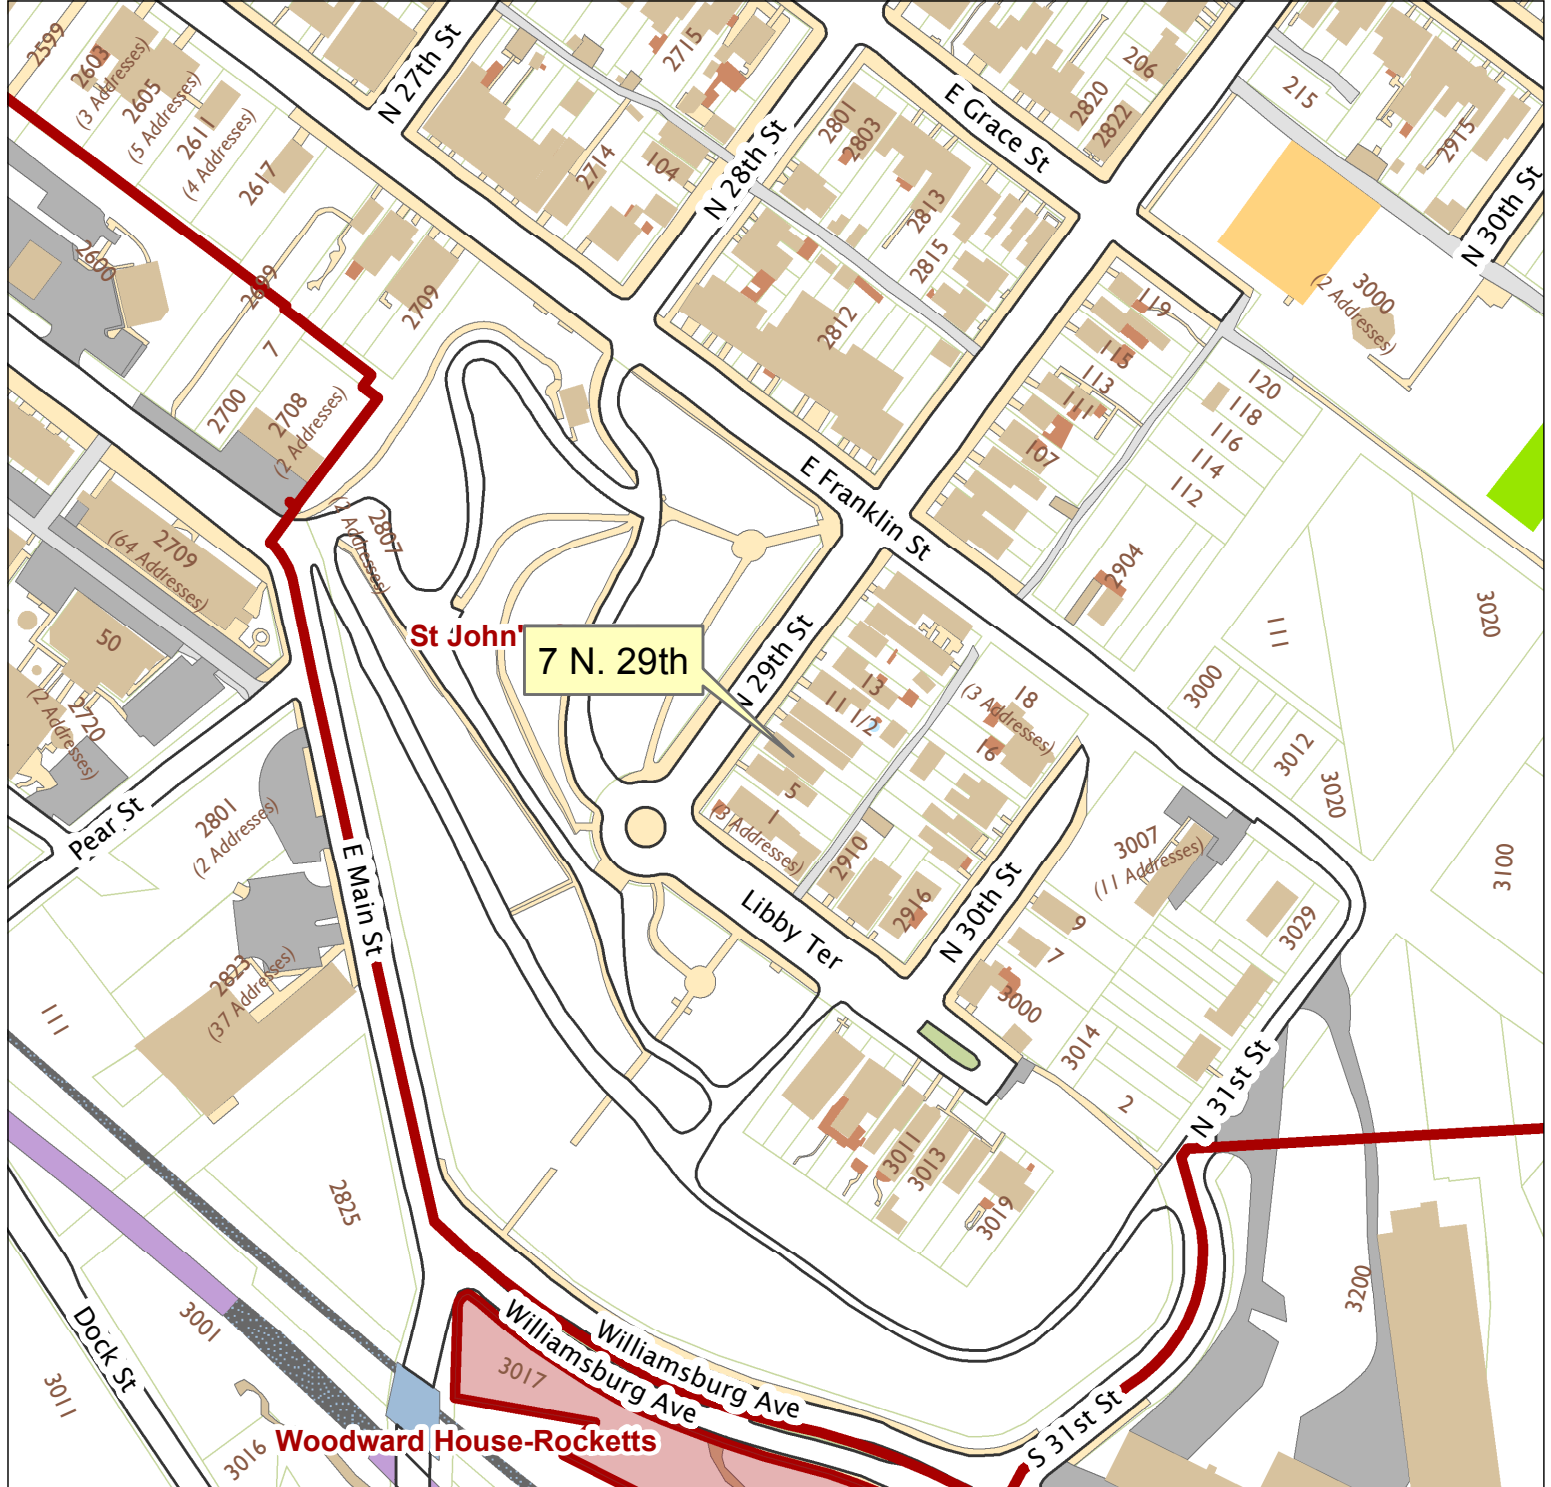 2599
2603
(3 Addresses)
2605
(5 Addresses)
2611
(4 Addresses)
2617
N 27th St
2715
2714
104
N 28th St
2801
2803
2813
2815
2812
E Grace St
206
2820
2822
215
2915
N 30th St
3000
(2 Addresses)
2600
2699
2709
7
2700
2708
(2 Addresses)
119
115
113
111
107
120
118
116
114
112
E Franklin St
2904
111
3020
2709
(64 Addresses)
2807
(2 Addresses)
50
2720
(2 Addresses)
St John'
7 N. 29th
N 29th St
1
13
11 1/2
5
1
(3 Addresses)
18
(3 Addresses)
16
3000
3012
3020
3100
Pear St
2801
(2 Addresses)
E Main St
2823
(37 Addresses)
111
2910
2916
Libby Ter
N 30th St
3007
(11 Addresses)
9
7
3000
3014
2
3029
N 31st St
3011
3013
3019
2825
3001
Dock St
3011
3016
3017
Williamsburg Ave
Williamsburg Ave
Woodward House-Rocketts
S 31st St
3200